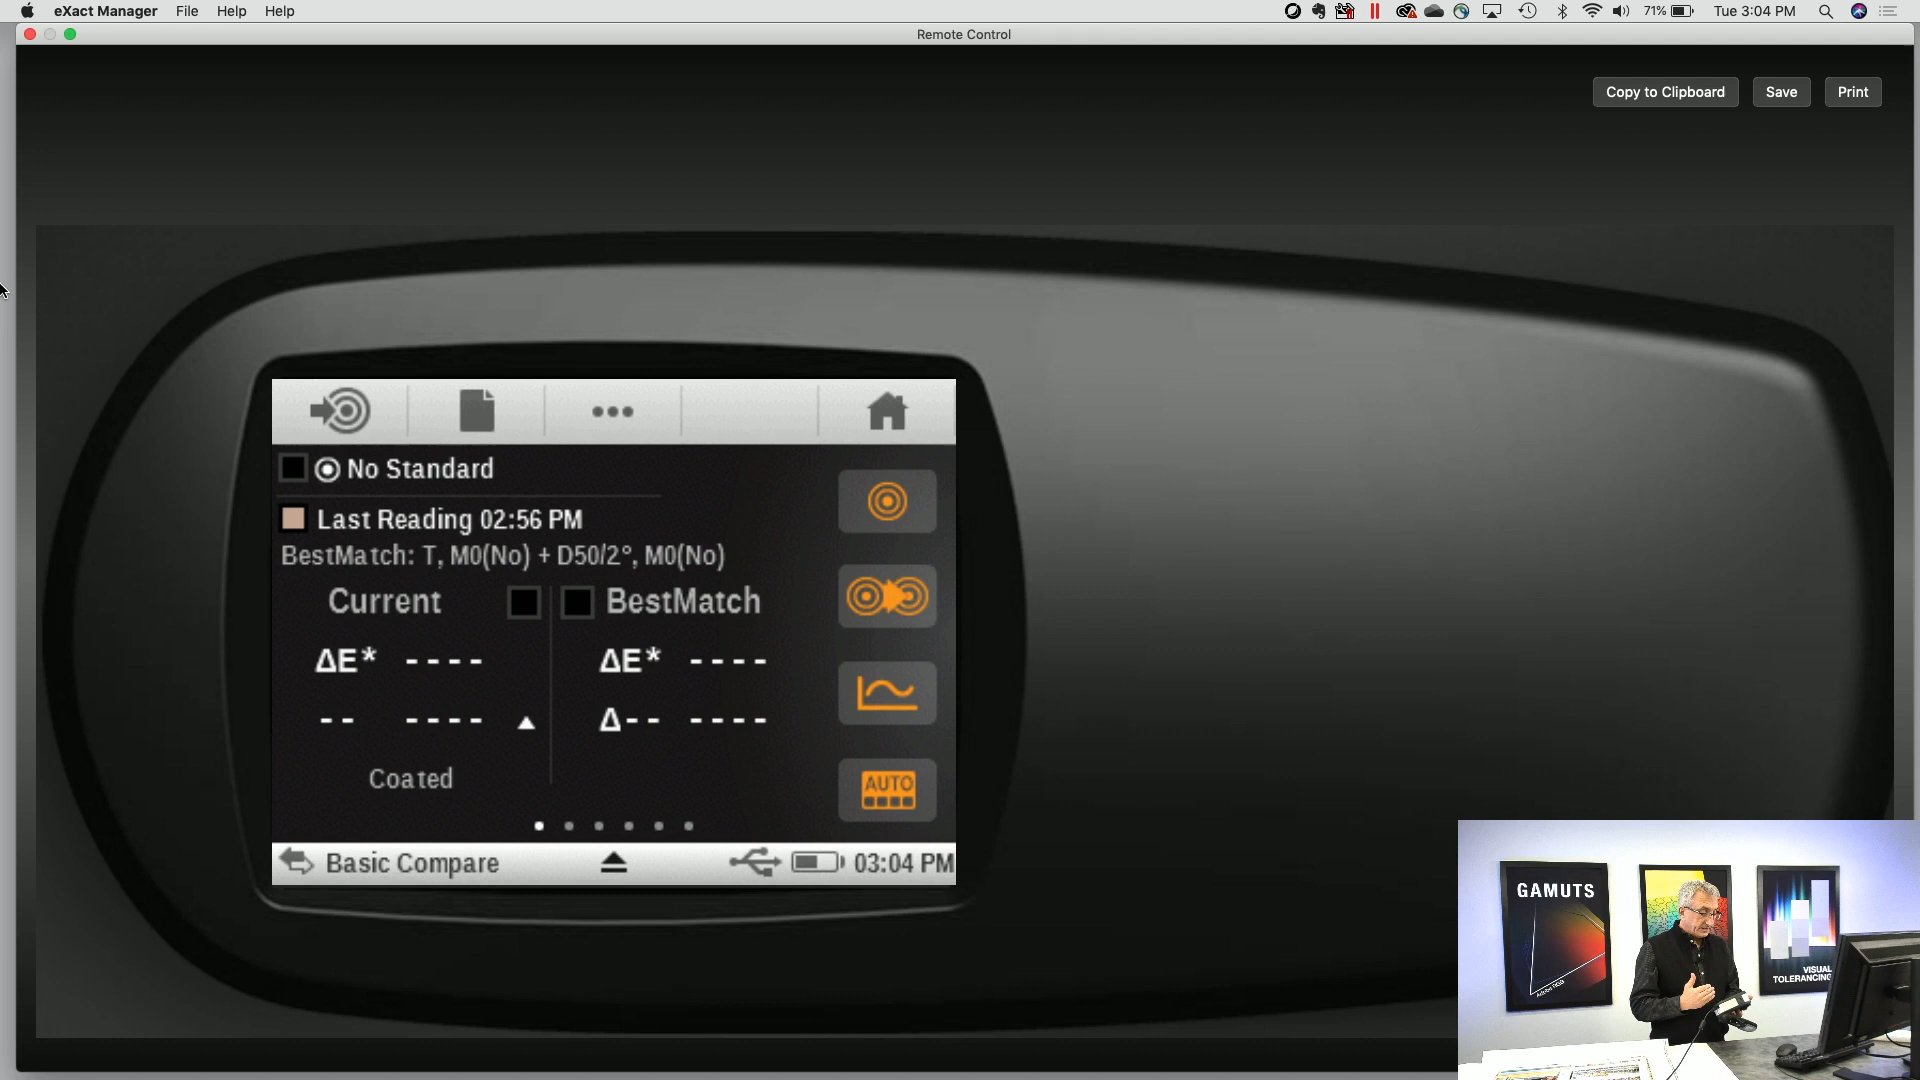 eXact Manager File Help Help
71% Tue 3:04 PM
Remote Control
Copy to Clipboard Save Print
No Standard
Last Reading 02:56 PM
BestMatch: T, M0(No) + D50/2°, M0(No)
Current BestMatch
ΔE* ---- ΔE* ----
-- ---- Δ-- ----
Coated
AUTO
Basic Compare 03:04 PM
GAMUTS
VISUAL
TOLERANCING